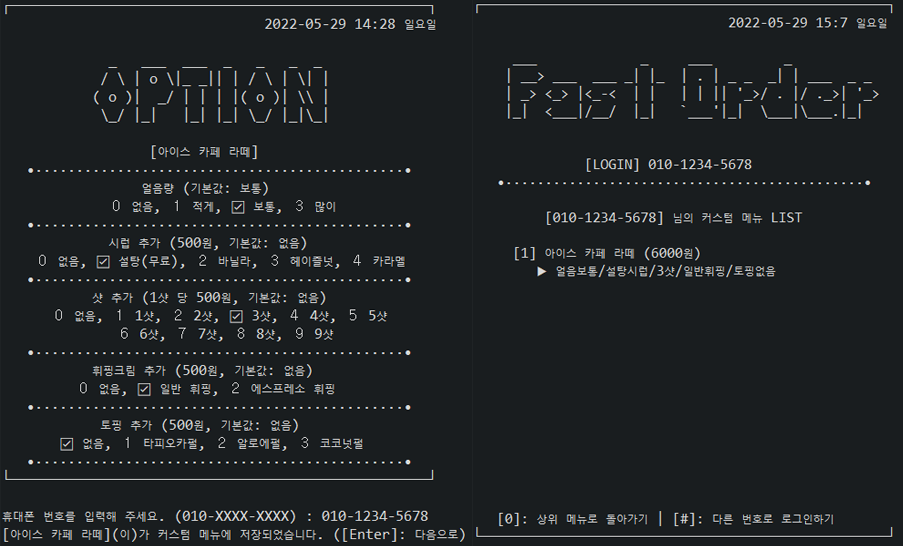 2022-05-29 14:28 일요일
OPTION
[아이스 카페 라떼]
얼음량 (기본값: 보통)
0 없음, 1 적게, ☑ 보통, 3 많이
시럽 추가 (500원, 기본값: 없음)
0 없음, ☑ 설탕(무료), 2 바닐라, 3 헤이즐넛, 4 카라멜
샷 추가 (1샷 당 500원, 기본값: 없음)
0 없음, 1 1샷, 2 2샷, ☑ 3샷, 4 4샷, 5 5샷
6 6샷, 7 7샷, 8 8샷, 9 9샷
휘핑크림 추가 (500원, 기본값: 없음)
0 없음, ☑ 일반 휘핑, 2 에스프레소 휘핑
토핑 추가 (500원, 기본값: 없음)
☑ 없음, 1 타피오카펄, 2 알로에펄, 3 코코넛펄
휴대폰 번호를 입력해 주세요. (010-XXXX-XXXX) : 010-1234-5678
[아이스 카페 라떼](이)가 커스텀 메뉴에 저장되었습니다. ([Enter]: 다음으로)
2022-05-29 15:7 일요일
Fast Order
[LOGIN] 010-1234-5678
[010-1234-5678] 님의 커스텀 메뉴 LIST
[1] 아이스 카페 라떼 (6000원)
▶ 얼음보통/설탕시럽/3샷/일반휘핑/토핑없음
[0]: 상위 메뉴로 돌아가기 | [#]: 다른 번호로 로그인하기